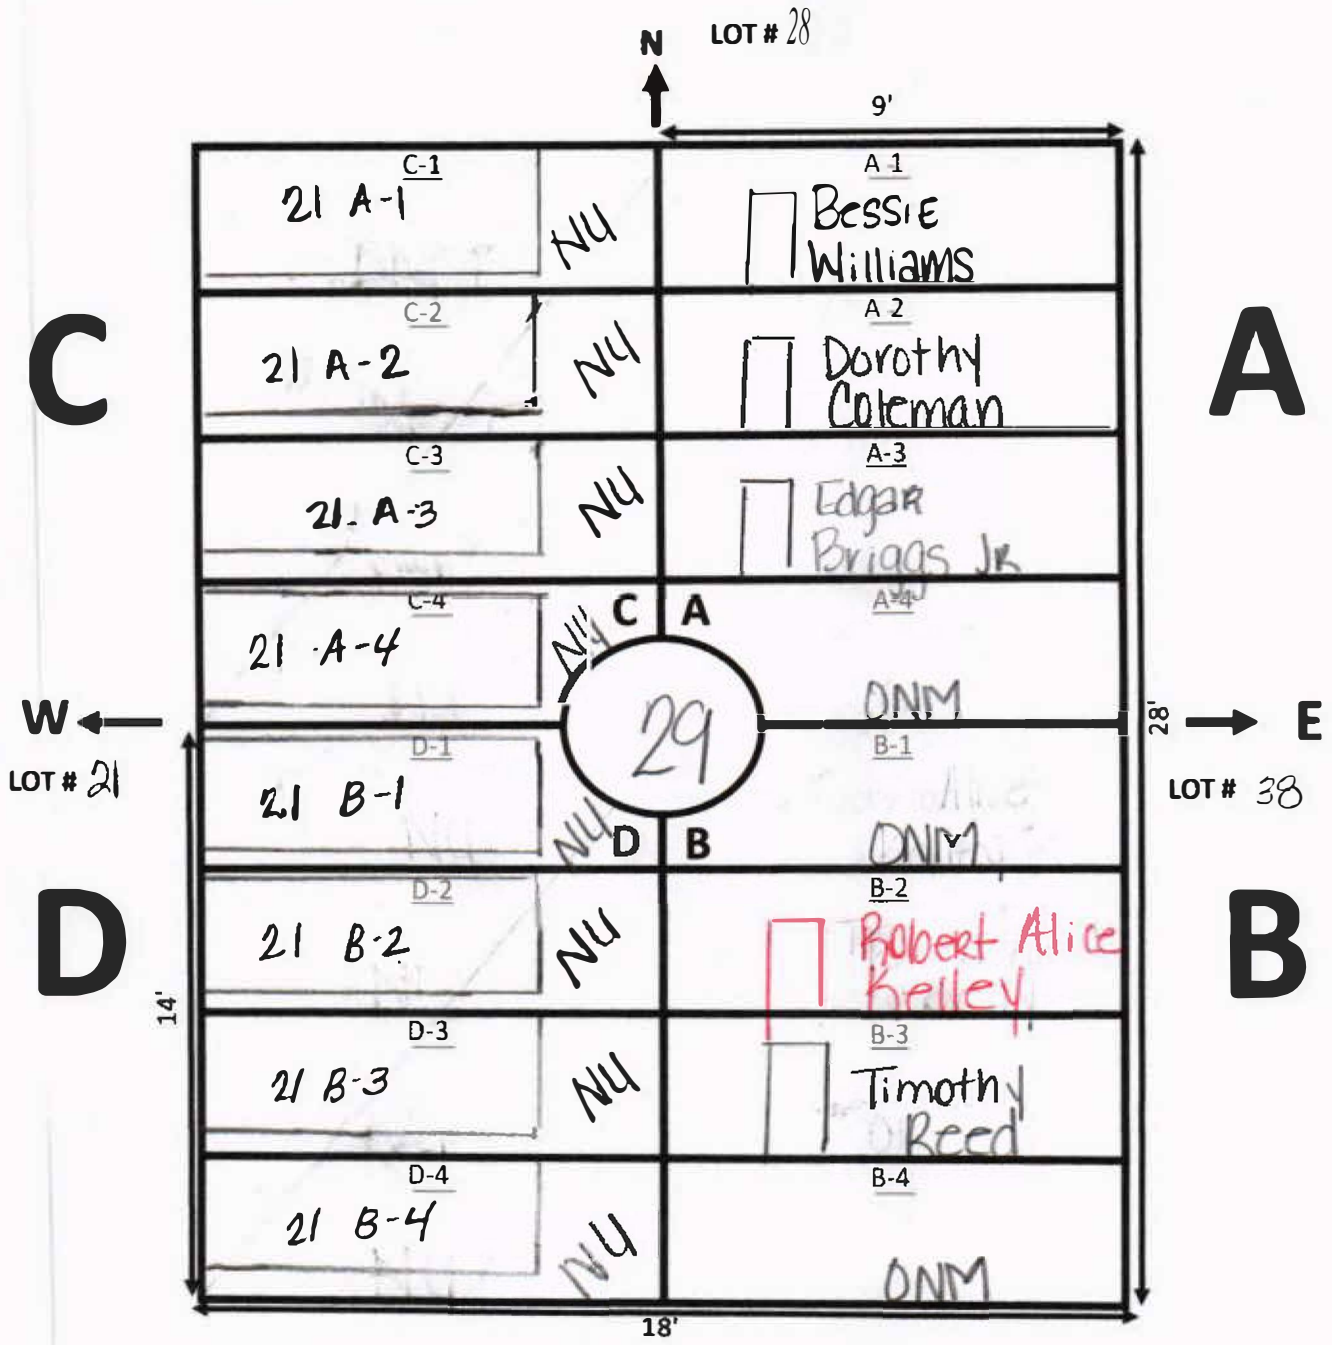 LOT # 28
N
9'
C-1
21 A-1
NU
A-1
Bessie
Williams
C-2
21 A-2
NU
A-2
Dorothy
Coleman
C-3
21- A-3
NU
A-3
Edgar
Briggs Jr
C-4
21 A-4
NU
C A
A-4
ONM
W
E
29
28'
LOT # 21
LOT # 38
D-1
21 B-1
NU
D B
B-1
ONM
D-2
21 B-2
NU
B-2
Robert Alice
Kelley
D-3
21 B-3
NU
B-3
Timothy
Reed
D-4
21 B-4
NU
B-4
ONM
C
A
D
B
14'
18'